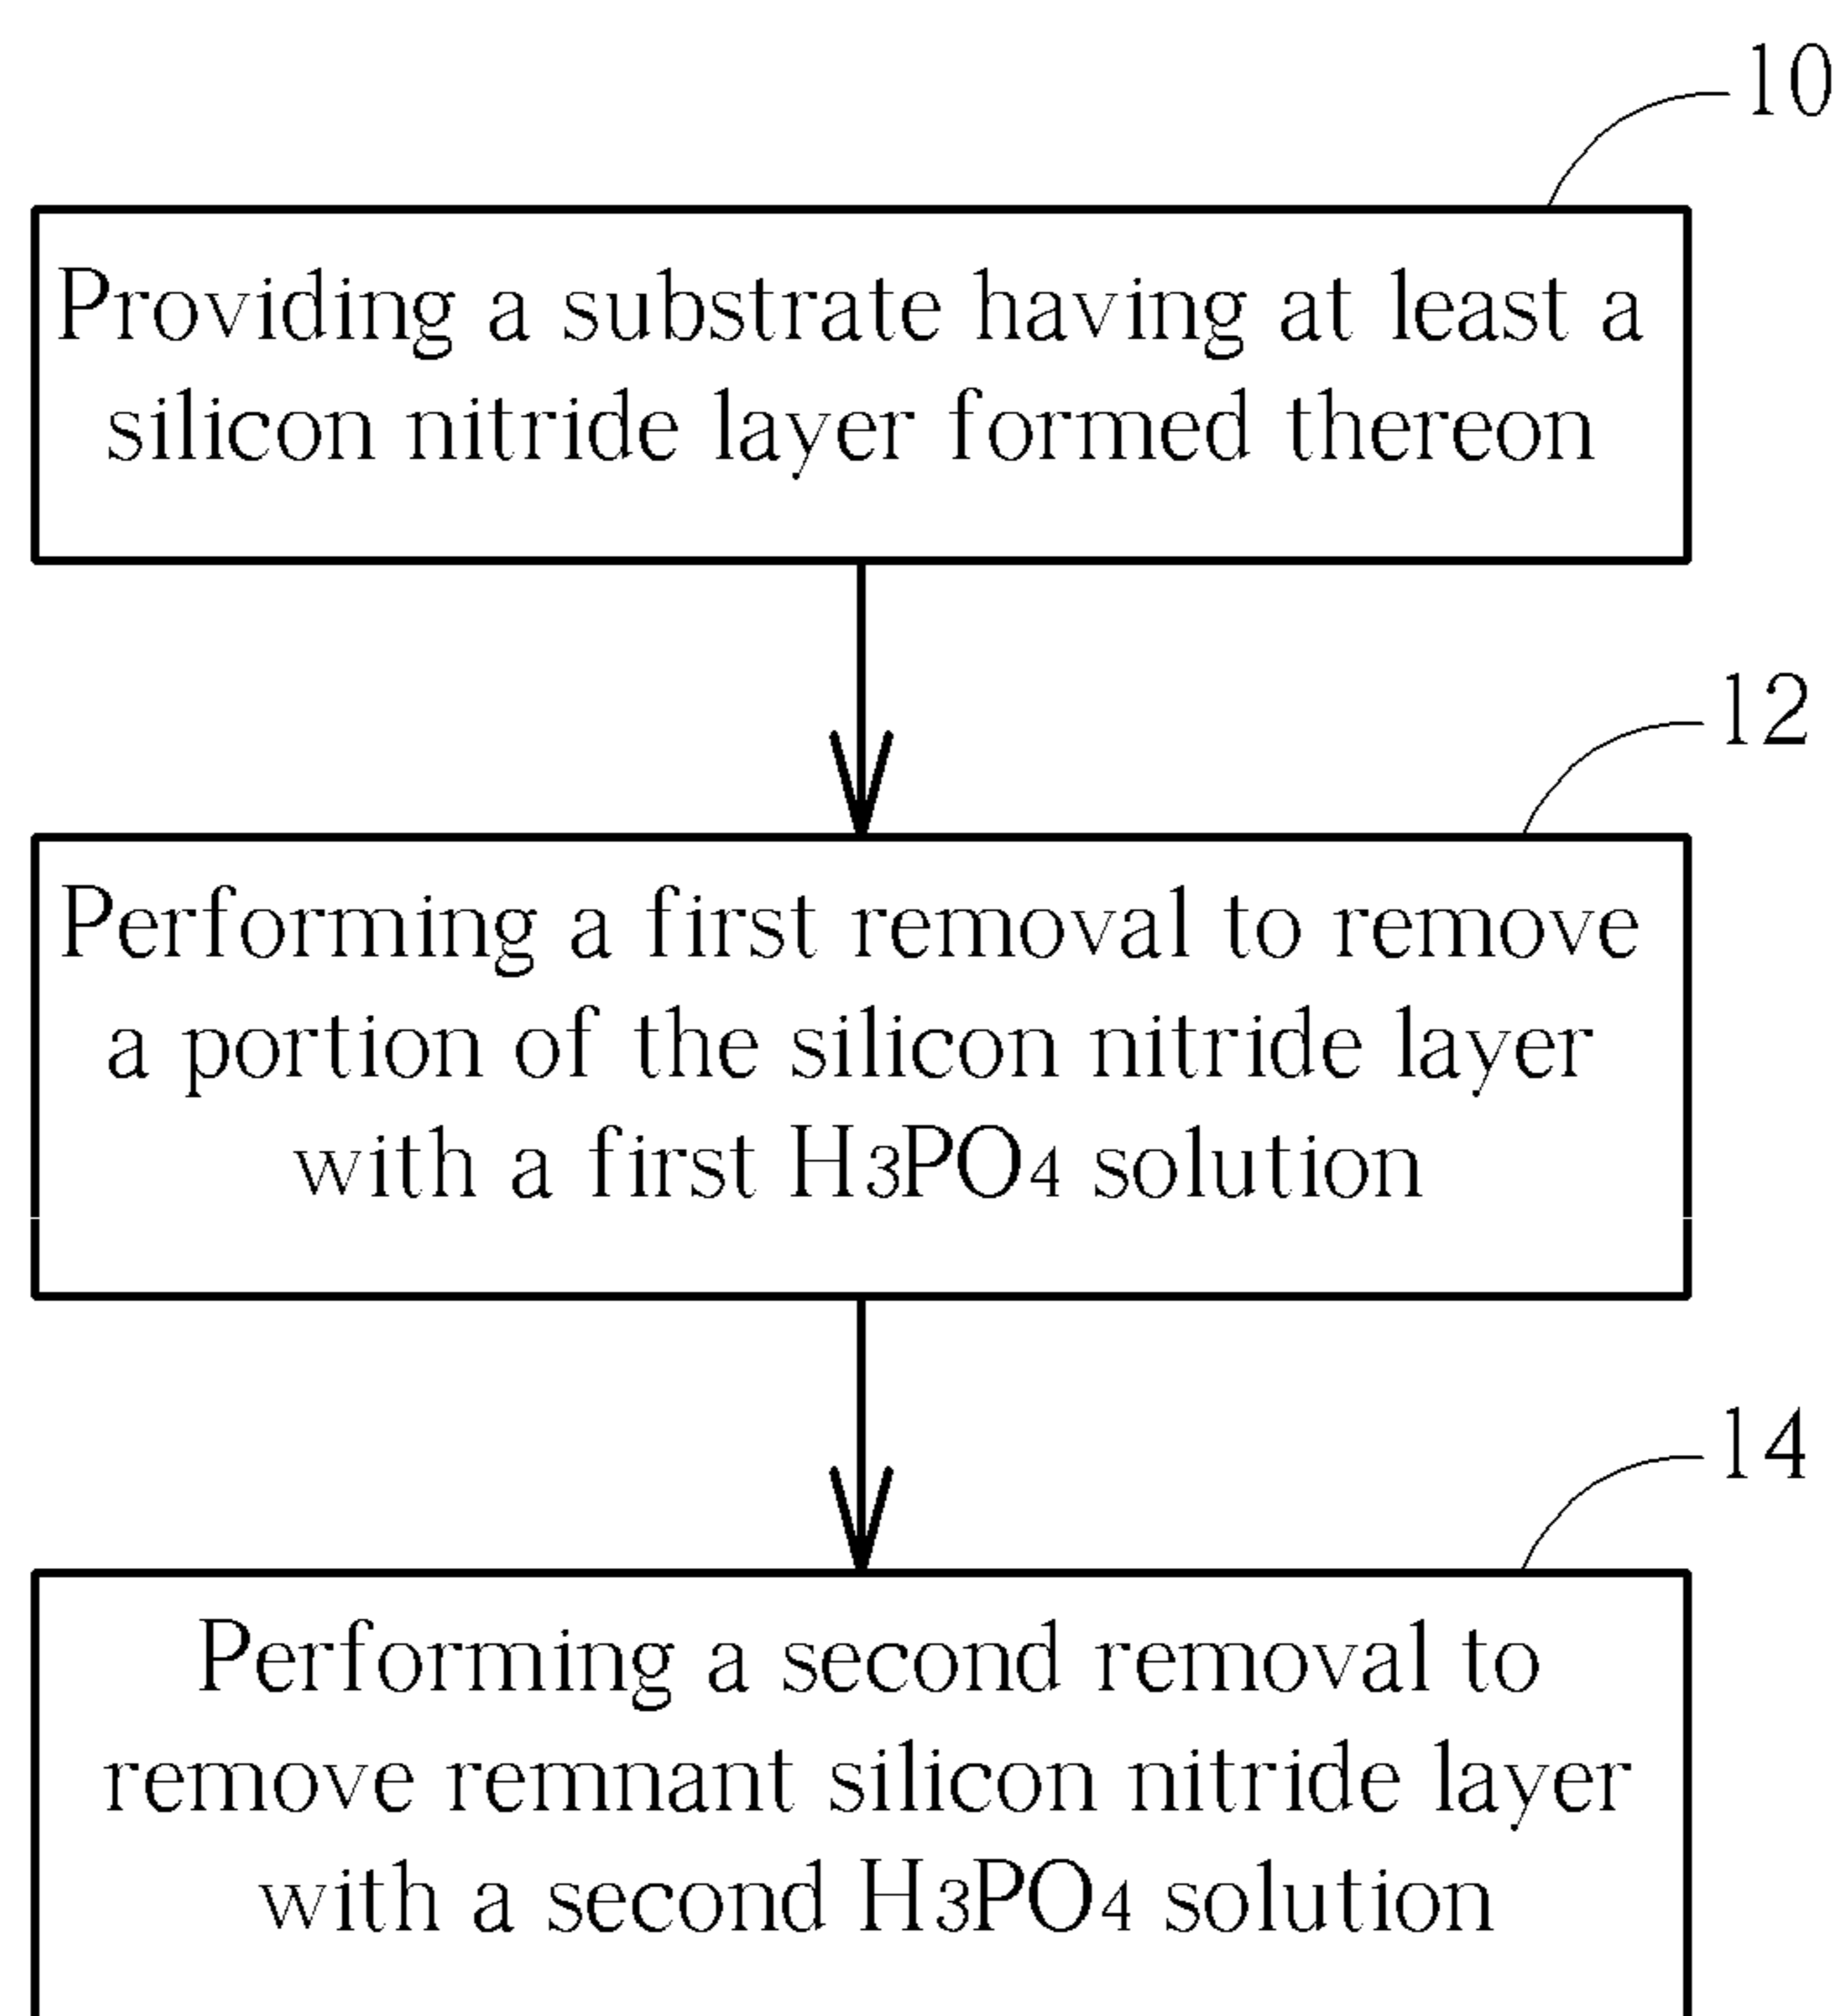 10
Providing a substrate having at least a
silicon nitride layer formed thereon
12
Performing a first removal to remove
a portion of the silicon nitride layer
with a first H3PO4 solution
14
Performing a second removal to
remove remnant silicon nitride layer
with a second H3PO4 solution